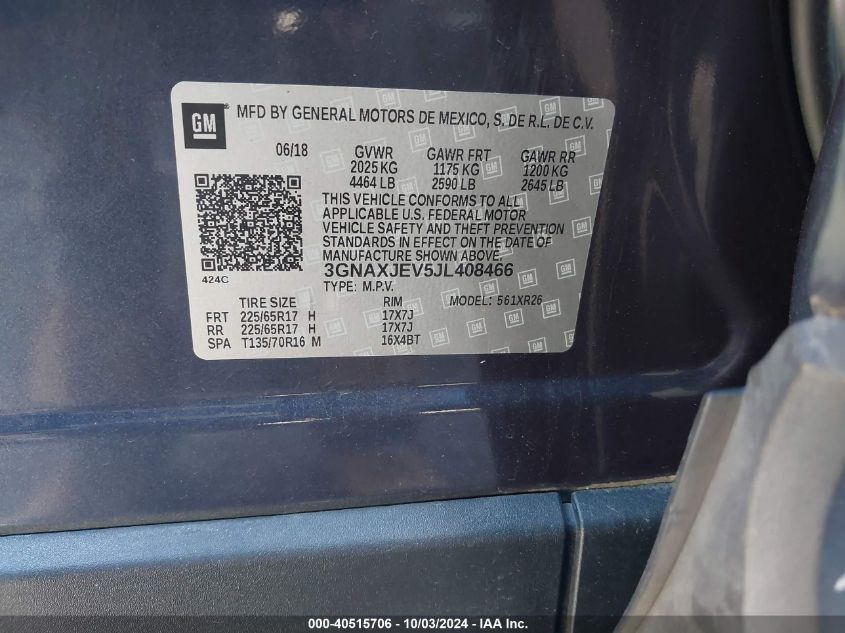 GM
MFD BY GENERAL MOTORS DE MEXICO, S. DE R.L. DE C.V.
06/18 GVWR GAWR FRT GAWR RR
2025 KG 1175 KG 1200 KG
4464 LB 2590 LB 2645 LB
THIS VEHICLE CONFORMS TO ALL
APPLICABLE U.S. FEDERAL MOTOR
VEHICLE SAFETY AND THEFT PREVENTION
STANDARDS IN EFFECT ON THE DATE OF
MANUFACTURE SHOWN ABOVE.
424C
3GNAXJEV5JL408466
TYPE: M.P.V.
TIRE SIZE RIM MODEL: 561XR26
FRT 225/65R17 H 17X7J
RR 225/65R17 H 17X7J
SPA T135/70R16 M 16X4BT
000-40515706 - 10/03/2024 - IAA Inc.